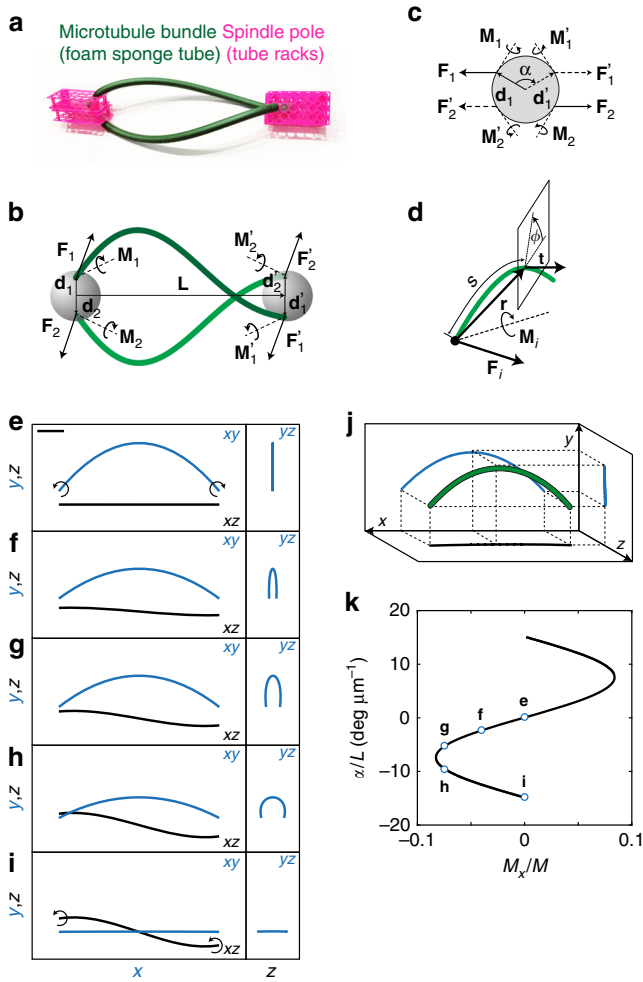 a
Microtubule bundle Spindle pole
(foam sponge tube) (tube racks)
b
F₁
M₁
d₁
d₂
F₂
M₂
L
M′₂
F′₂
d′₂
d′₁
M′₁
F′₁
c
M₁ M′₁
F₁ α F′₁
d₁ d′₁
F′₂ F₂
M′₂ M₂
d
ϕ
s
t
r
Mᵢ
Fᵢ
e
y,z
xy
xz
yz
f
y,z
xy
xz
yz
g
y,z
xy
xz
yz
h
y,z
xy
xz
yz
i
y,z
xy
xz
yz
x
z
j
y
x
z
k
α/L (deg μm⁻¹)
20
10
0
−10
−20
e
f
g
h
i
−0.1 0 0.1
Mₓ/M